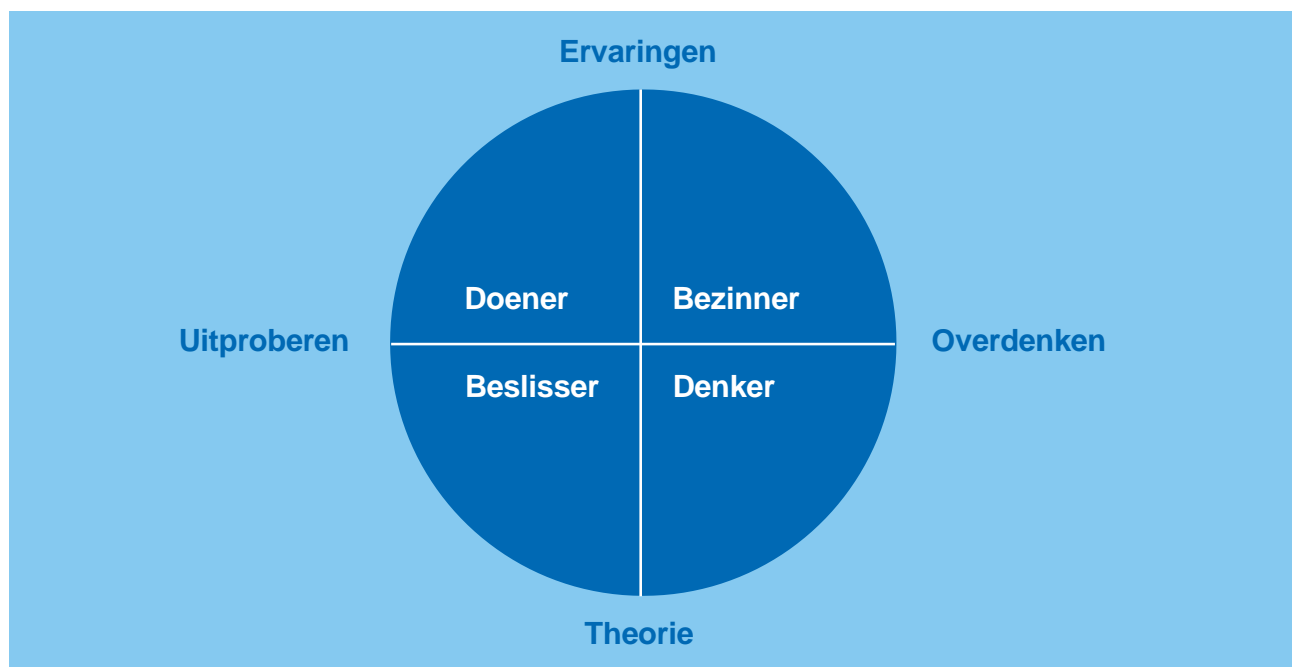 Ervaringen
Doener Bezinner
Uitproberen Overdenken
Beslisser Denker
Theorie